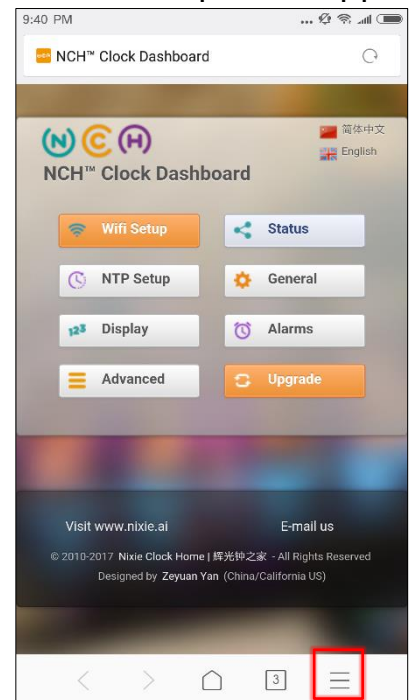 9:40 PM
NCH™ Clock Dashboard
N C H
简体中文
English
NCH™ Clock Dashboard
Wifi Setup
Status
NTP Setup
General
123 Display
Alarms
Advanced
Upgrade
Visit www.nixie.ai
E-mail us
© 2010-2017 Nixie Clock Home | 辉光钟之家 - All Rights Reserved
Designed by Zeyuan Yan (China/California US)
3